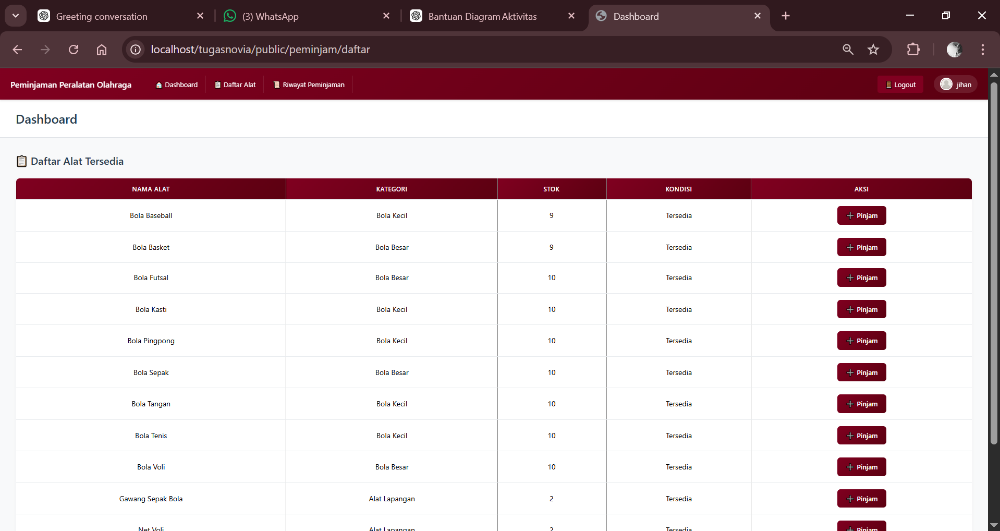 Greeting conversation
(3) WhatsApp
Bantuan Diagram Aktivitas
Dashboard
localhost/tugasnovia/public/peminjam/daftar
Peminjaman Peralatan Olahraga Dashboard Daftar Alat Riwayat Peminjaman Logout jihan
Dashboard
Daftar Alat Tersedia
NAMA ALAT KATEGORI STOK KONDISI AKSI
Bola Baseball Bola Kecil 9 Tersedia + Pinjam
Bola Basket Bola Besar 9 Tersedia + Pinjam
Bola Futsal Bola Besar 10 Tersedia + Pinjam
Bola Kasti Bola Kecil 10 Tersedia + Pinjam
Bola Pingpong Bola Kecil 10 Tersedia + Pinjam
Bola Sepak Bola Besar 10 Tersedia + Pinjam
Bola Tangan Bola Kecil 10 Tersedia + Pinjam
Bola Tenis Bola Kecil 10 Tersedia + Pinjam
Bola Voli Bola Besar 10 Tersedia + Pinjam
Gawang Sepak Bola Alat Lapangan 2 Tersedia + Pinjam
Net Voli Alat Lapangan 2 Tersedia + Pinjam